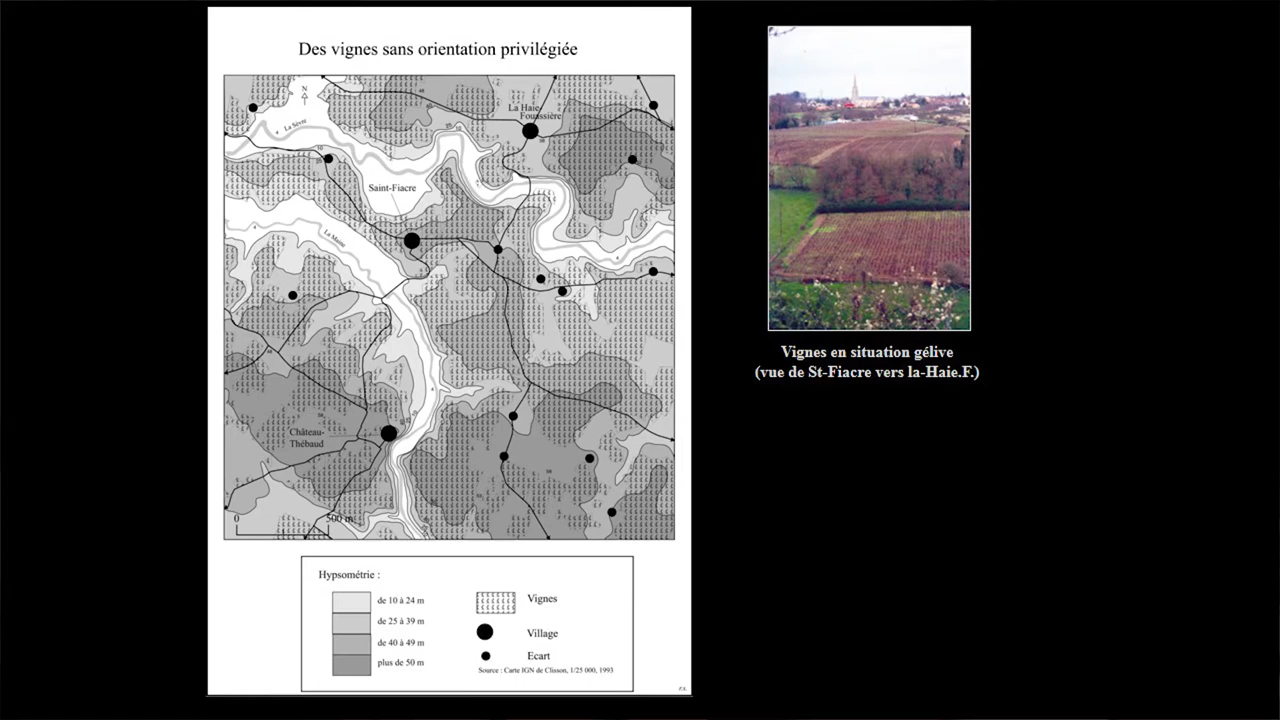 Des vignes sans orientation privilégiée
N
La Haie-
Fouassière
La Sèvre
Saint-Fiacre
La Maine
Château-
Thébaud
0
500 m
Hypsométrie :
de 10 à 24 m
de 25 à 39 m
de 40 à 49 m
plus de 50 m
Vignes
Village
Ecart
Source : Carte IGN de Clisson, 1/25 000, 1993
Vignes en situation gélive
(vue de St-Fiacre vers la-Haie.F.)